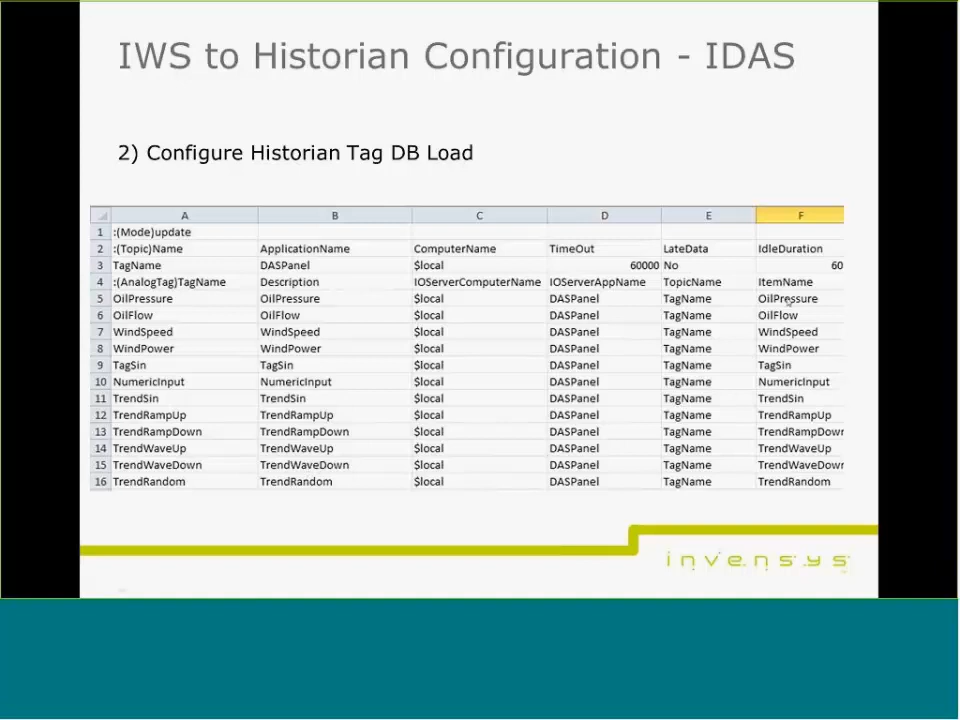 IWS to Historian Configuration - IDAS
2) Configure Historian Tag DB Load
A B C D E F
1 :(Mode)update
2 :(Topic)Name ApplicationName ComputerName TimeOut LateData IdleDuration
3 TagName DASPanel $local 60000 No 60
4 :(AnalogTag)TagName Description IOServerComputerName IOServerAppName TopicName ItemName
5 OilPressure OilPressure $local DASPanel TagName OilPressure
6 OilFlow OilFlow $local DASPanel TagName OilFlow
7 WindSpeed WindSpeed $local DASPanel TagName WindSpeed
8 WindPower WindPower $local DASPanel TagName WindPower
9 TagSin TagSin $local DASPanel TagName TagSin
10 NumericInput NumericInput $local DASPanel TagName NumericInput
11 TrendSin TrendSin $local DASPanel TagName TrendSin
12 TrendRampUp TrendRampUp $local DASPanel TagName TrendRampUp
13 TrendRampDown TrendRampDown $local DASPanel TagName TrendRampDown
14 TrendWaveUp TrendWaveUp $local DASPanel TagName TrendWaveUp
15 TrendWaveDown TrendWaveDown $local DASPanel TagName TrendWaveDown
16 TrendRandom TrendRandom $local DASPanel TagName TrendRandom
invensys